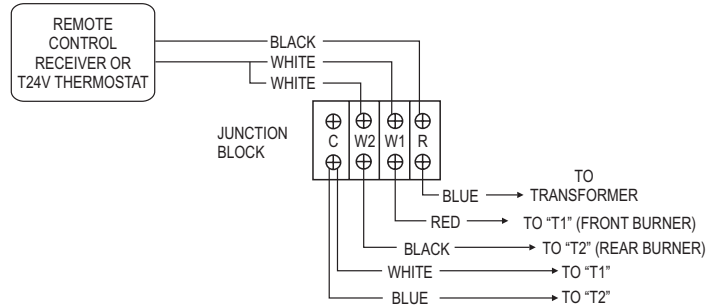 REMOTE
CONTROL
RECEIVER OR
T24V THERMOSTAT
BLACK
WHITE
WHITE
JUNCTION
BLOCK
C W2 W1 R
BLUE
TO
TRANSFORMER
RED TO “T1” (FRONT BURNER)
BLACK TO “T2” (REAR BURNER)
WHITE TO “T1”
BLUE TO “T2”